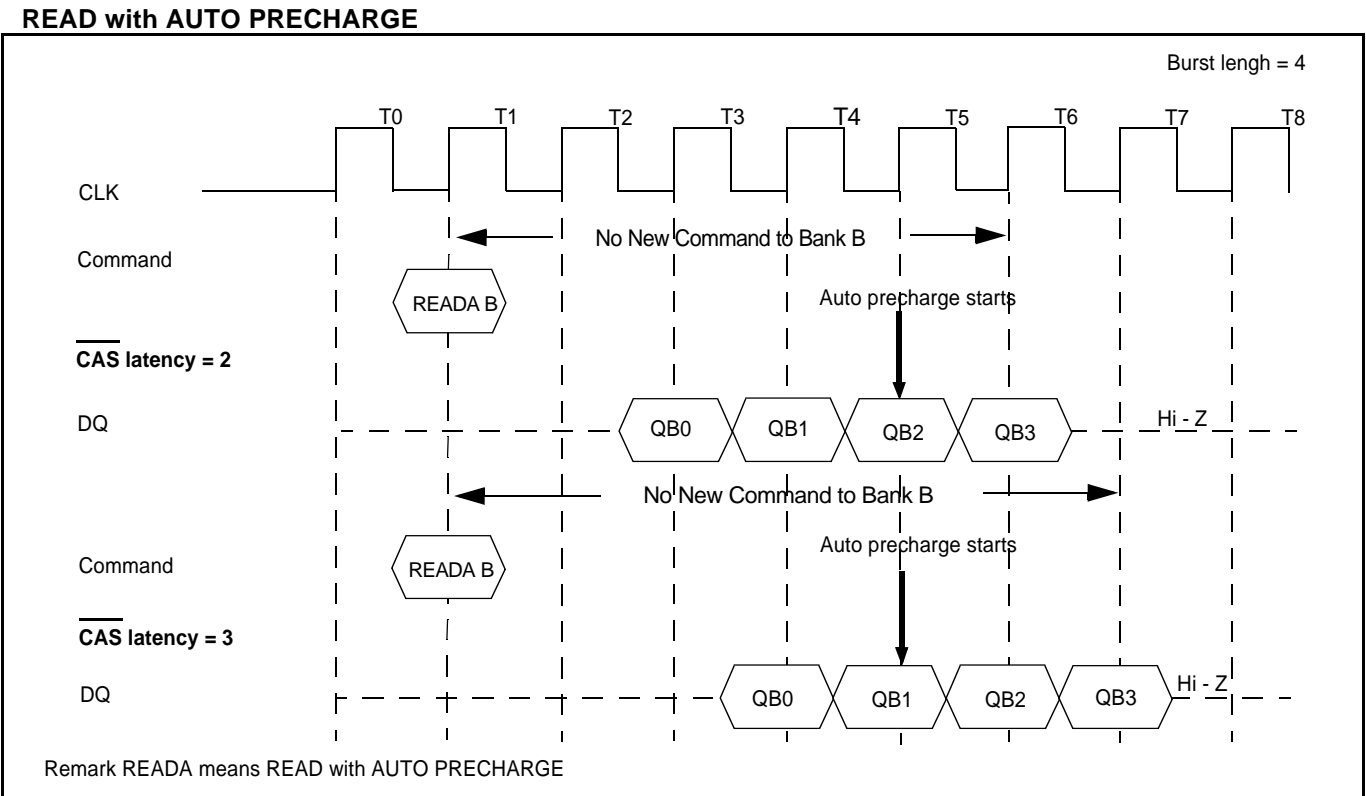 READ with AUTO PRECHARGE
Burst lengh = 4
T0 T1 T2 T3 T4 T5 T6 T7 T8
CLK
No New Command to Bank B
Command
READA B
Auto precharge starts
CAS latency = 2
DQ
QB0 QB1 QB2 QB3 Hi - Z
No New Command to Bank B
Auto precharge starts
Command
READA B
CAS latency = 3
DQ
QB0 QB1 QB2 QB3 Hi - Z
Remark READA means READ with AUTO PRECHARGE